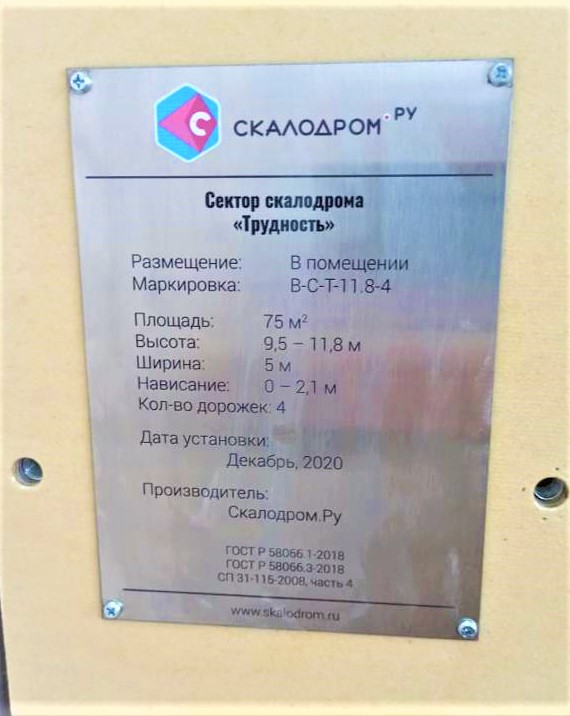 С СКАЛОДРОМ.РУ
Сектор скалодрома
«Трудность»
Размещение: В помещении
Маркировка: В-С-Т-11.8-4
Площадь: 75 м²
Высота: 9,5 – 11,8 м
Ширина: 5 м
Нависание: 0 – 2,1 м
Кол-во дорожек: 4
Дата установки:
Декабрь, 2020
Производитель:
Скалодром.Ру
ГОСТ Р 58066.1-2018
ГОСТ Р 58066.3-2018
СП 31-115-2008, часть 4
www.skalodrom.ru